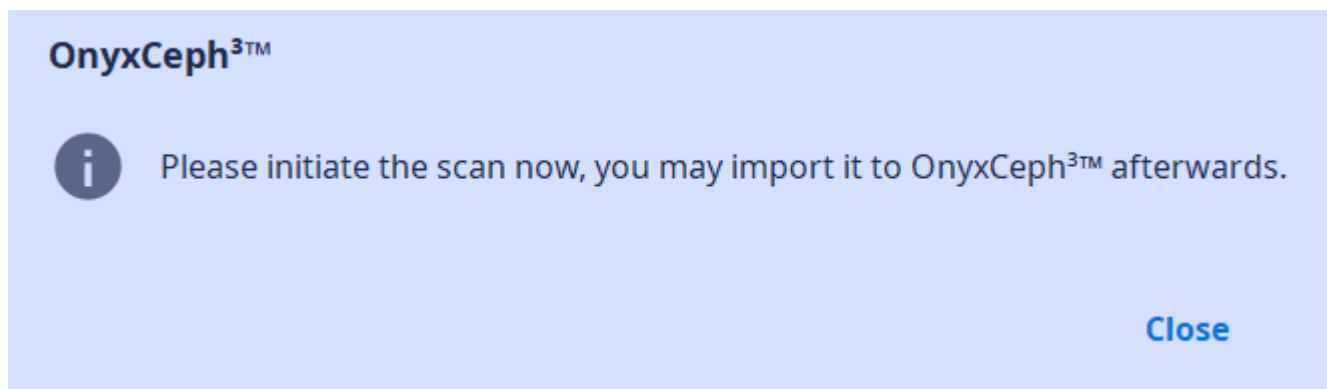 OnyxCeph³™
i
Please initiate the scan now, you may import it to OnyxCeph³™ afterwards.
Close